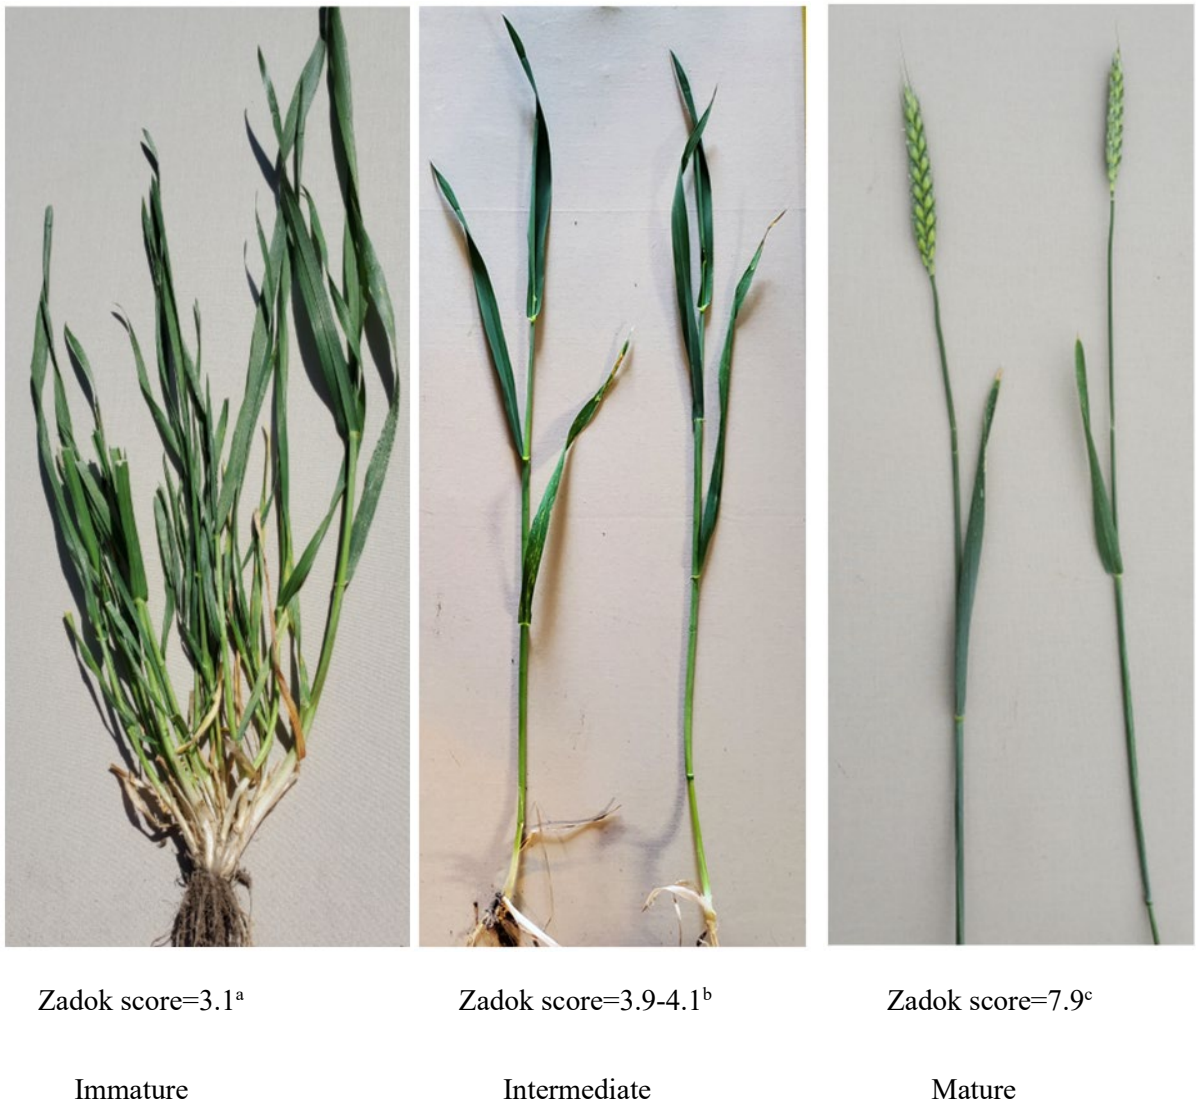 Zadok score=3.1ᵃ
Zadok score=3.9-4.1ᵇ
Zadok score=7.9ᶜ
Immature
Intermediate
Mature